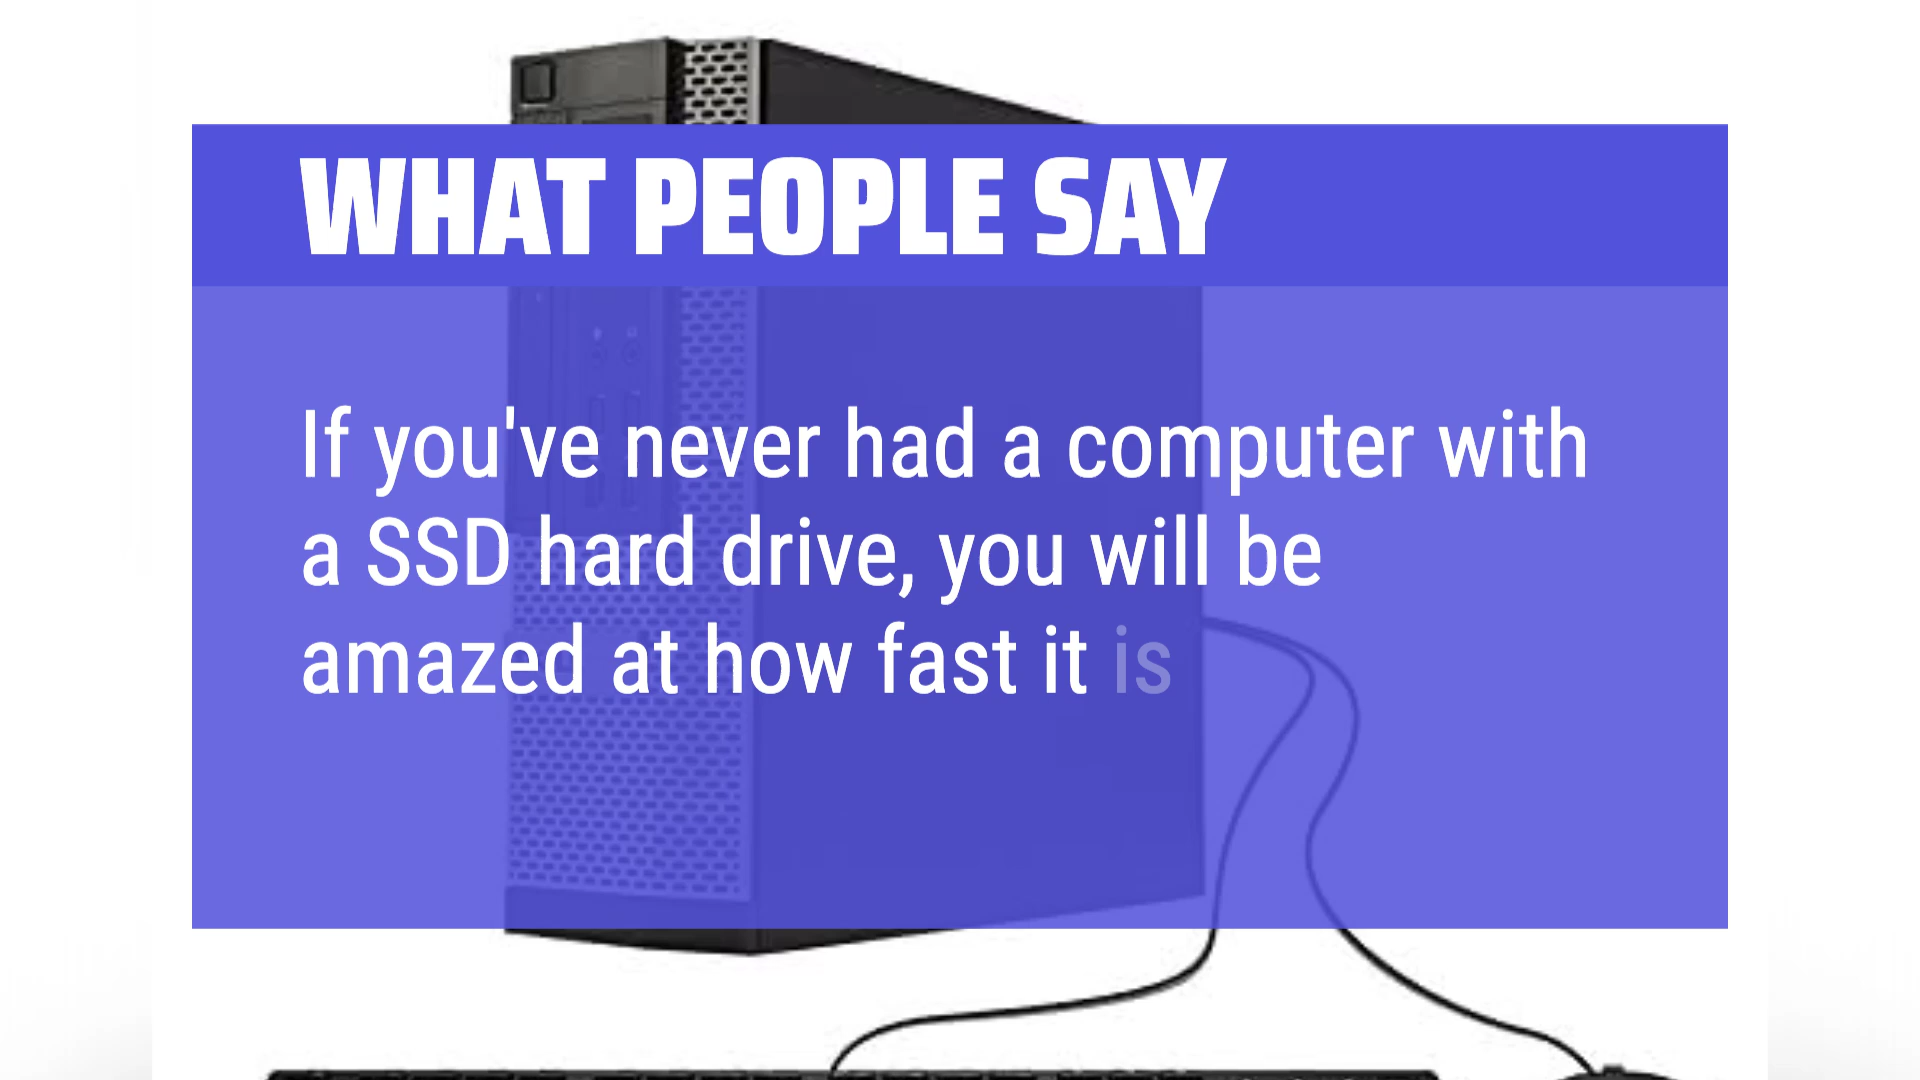 WHAT PEOPLE SAY
If you've never had a computer with
a SSD hard drive, you will be
amazed at how fast it is